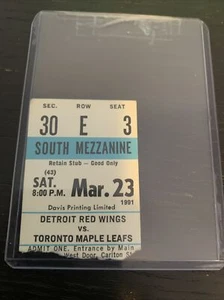 SEC. ROW SEAT
30 E 3
SOUTH MEZZANINE
Retain Stub — Good Only
(43)
SAT. Mar. 23
8:00 P.M. 1991
Davis Printing Limited
DETROIT RED WINGS
VS.
TORONTO MAPLE LEAFS
ADMIT ONE. Entrance by Main
West Door, Carlton S